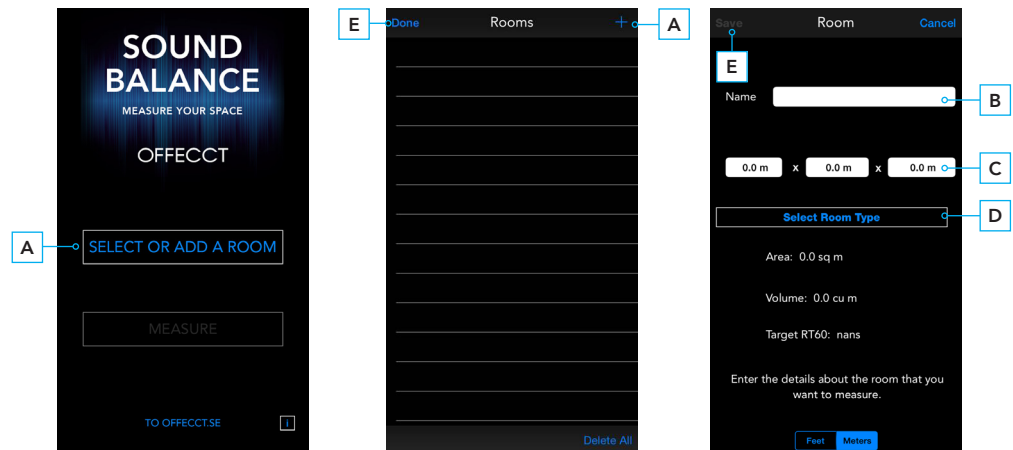 SOUND
BALANCE
MEASURE YOUR SPACE
OFFECCT
A
SELECT OR ADD A ROOM
MEASURE
TO OFFECCT.SE
i
E
Done Rooms +
A
Delete All
Save Room Cancel
E
Name
B
0.0 m x 0.0 m x 0.0 m
C
Select Room Type
D
Area: 0.0 sq m
Volume: 0.0 cu m
Target RT60: nans
Enter the details about the room that you
want to measure.
Feet Meters